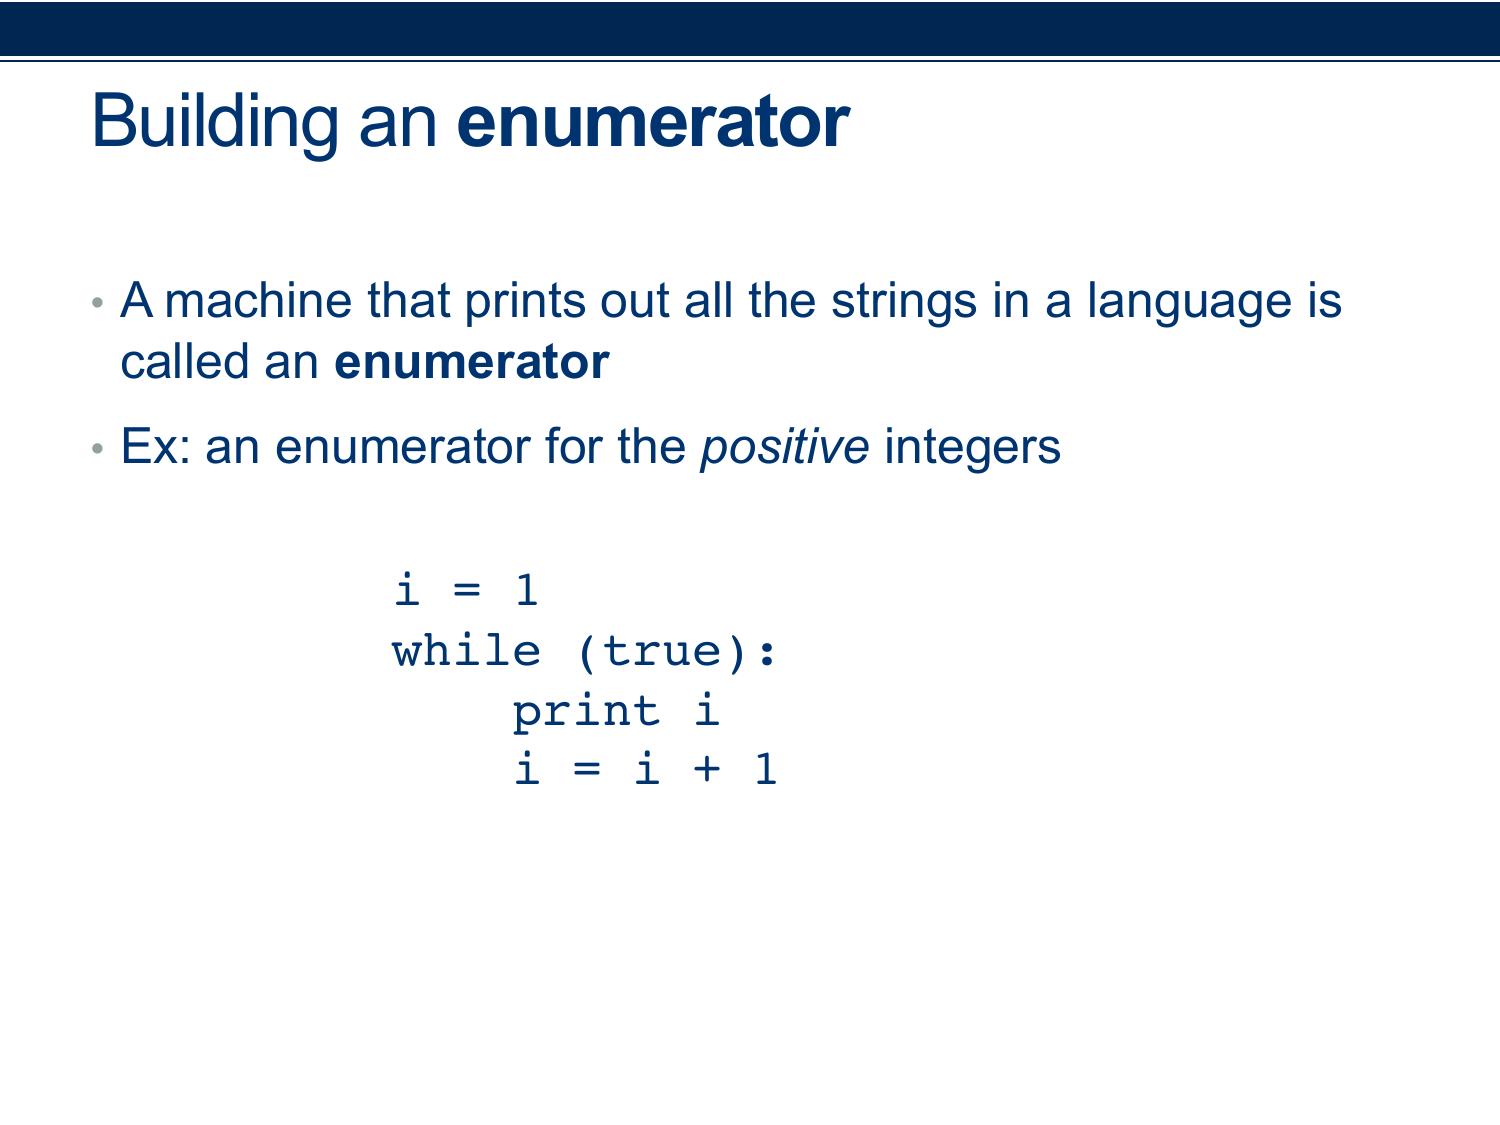 Building an enumerator
• A machine that prints out all the strings in a language is
called an enumerator
• Ex: an enumerator for the positive integers
i = 1
while (true):
    print i
    i = i + 1